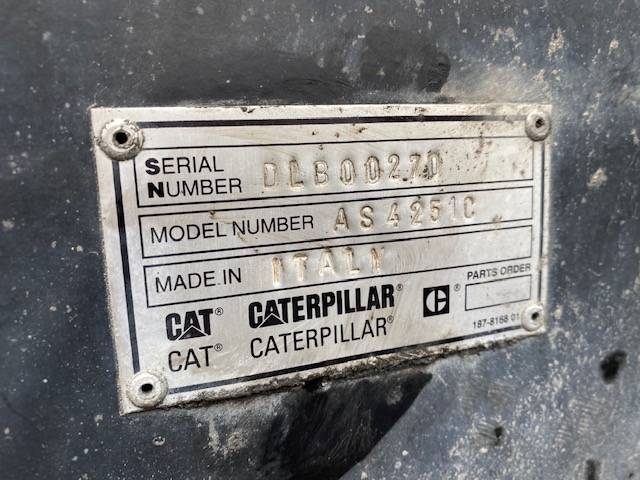 SERIAL
NUMBER DLB00270
MODEL NUMBER AS4251C
MADE IN ITALY
PARTS ORDER
CAT® CATERPILLAR® C®
CAT® CATERPILLAR®
187-8168 01